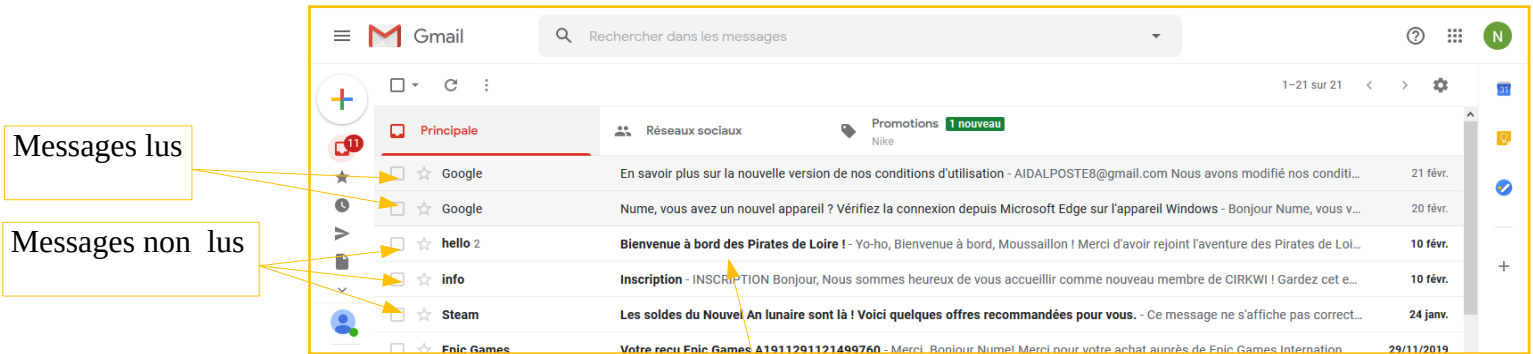 Gmail
Rechercher dans les messages
N
1–21 sur 21
31
Messages lus
Messages non lus
11
Principale
Réseaux sociaux
Promotions 1 nouveau
Nike
Google En savoir plus sur la nouvelle version de nos conditions d'utilisation - AIDALPOSTE8@gmail.com Nous avons modifié nos conditi... 21 févr.
Google Nume, vous avez un nouvel appareil ? Vérifiez la connexion depuis Microsoft Edge sur l'appareil Windows - Bonjour Nume, vous v... 20 févr.
hello 2 Bienvenue à bord des Pirates de Loire ! - Yo-ho, Bienvenue à bord, Moussaillon ! Merci d'avoir rejoint l'aventure des Pirates de Loi... 10 févr.
info Inscription - INSCRIPTION Bonjour, Nous sommes heureux de vous accueillir comme nouveau membre de CIRKWI ! Gardez cet e... 10 févr.
Steam Les soldes du Nouvel An lunaire sont là ! Voici quelques offres recommandées pour vous. - Ce message ne s'affiche pas correct... 24 janv.
Epic Games Votre reçu Epic Games A1911291121499760 - Merci. Bonjour Nume! Merci pour votre achat auprès de Epic Games Internation 29/11/2019